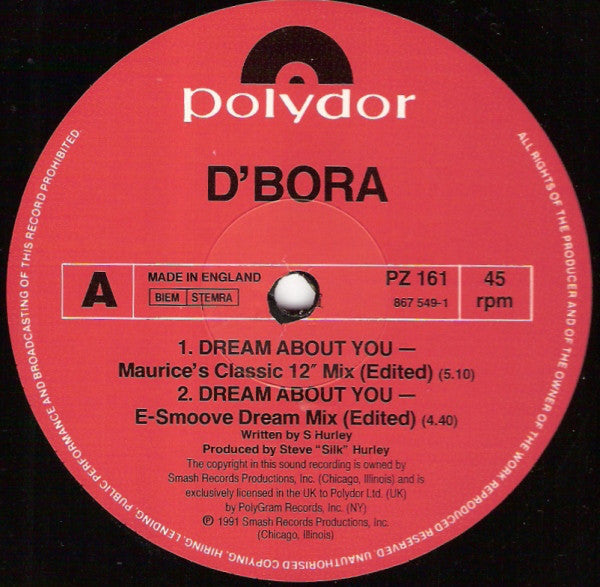 polydor
D'BORA
A
MADE IN ENGLAND
BIEM STEMRA
PZ 161
867 549-1
45
rpm
1. DREAM ABOUT YOU —
Maurice's Classic 12″ Mix (Edited) (5.10)
2. DREAM ABOUT YOU —
E-Smoove Dream Mix (Edited) (4.40)
Written by S Hurley
Produced by Steve "Silk" Hurley
The copyright in this sound recording is owned by
Smash Records Productions, Inc. (Chicago, Illinois) and is
exclusively licensed in the UK to Polydor Ltd. (UK)
by PolyGram Records, Inc. (NY)
℗ 1991 Smash Records Productions, Inc.
(Chicago, Illinois)
ALL RIGHTS OF THE PRODUCER AND OF THE OWNER OF THE WORK REPRODUCED RESERVED. UNAUTHORISED COPYING, HIRING, LENDING, PUBLIC PERFORMANCE AND BROADCASTING OF THIS RECORD PROHIBITED.